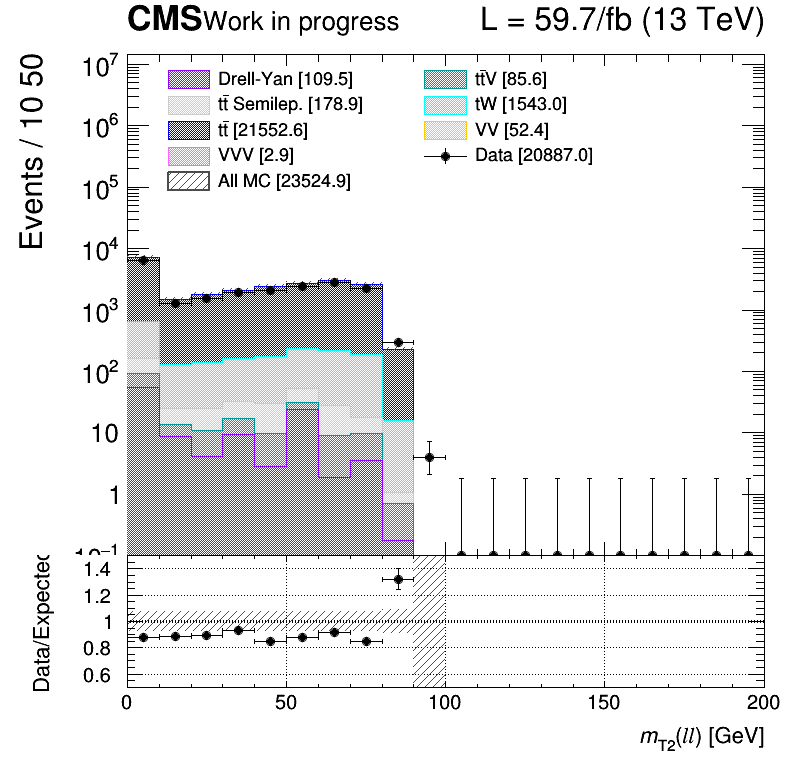 CMS Work in progress L = 59.7/fb (13 TeV)
Events / 10 50
10⁷
10⁶
10⁵
10⁴
10³
10²
10
1
10⁻¹
Drell-Yan [109.5]
tt̄ Semilep. [178.9]
tt̄ [21552.6]
VVV [2.9]
All MC [23524.9]
tt̄V [85.6]
tW [1543.0]
VV [52.4]
Data [20887.0]
Data/Expected
1.4
1.2
1
0.8
0.6
0 50 100 150 200
m_T2(ll) [GeV]